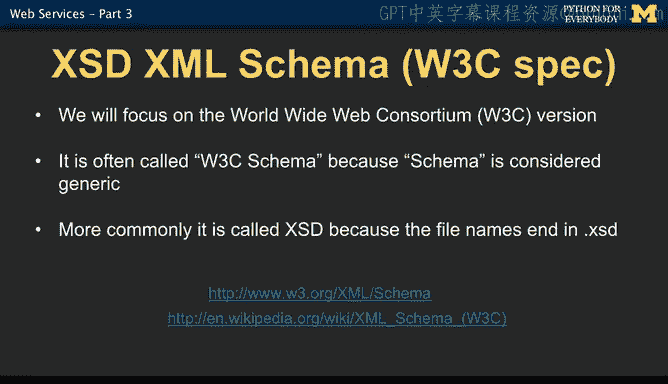 Web Services – Part 3
GPT中英字幕课程资源
PYTHON FOR
EVERYBODY
M
XSD XML Schema (W3C spec)
• We will focus on the World Wide Web Consortium (W3C) version
• It is often called “W3C Schema” because “Schema” is considered
generic
• More commonly it is called XSD because the file names end in .xsd
http://www.w3.org/XML/Schema
http://en.wikipedia.org/wiki/XML_Schema_(W3C)